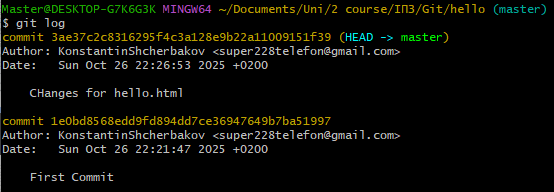 Master@DESKTOP-G7K6G3K MINGW64 ~/Documents/Uni/2 course/ІПЗ/Git/hello (master)
$ git log
commit 3ae37c2c8316295f4c3a128e9b22a11009151f39 (HEAD -> master)
Author: KonstantinShcherbakov <super228telefon@gmail.com>
Date:   Sun Oct 26 22:26:53 2025 +0200
    CHanges for hello.html
commit 1e0bd8568edd9fd894dd7ce36947649b7ba51997
Author: KonstantinShcherbakov <super228telefon@gmail.com>
Date:   Sun Oct 26 22:21:47 2025 +0200
    First Commit